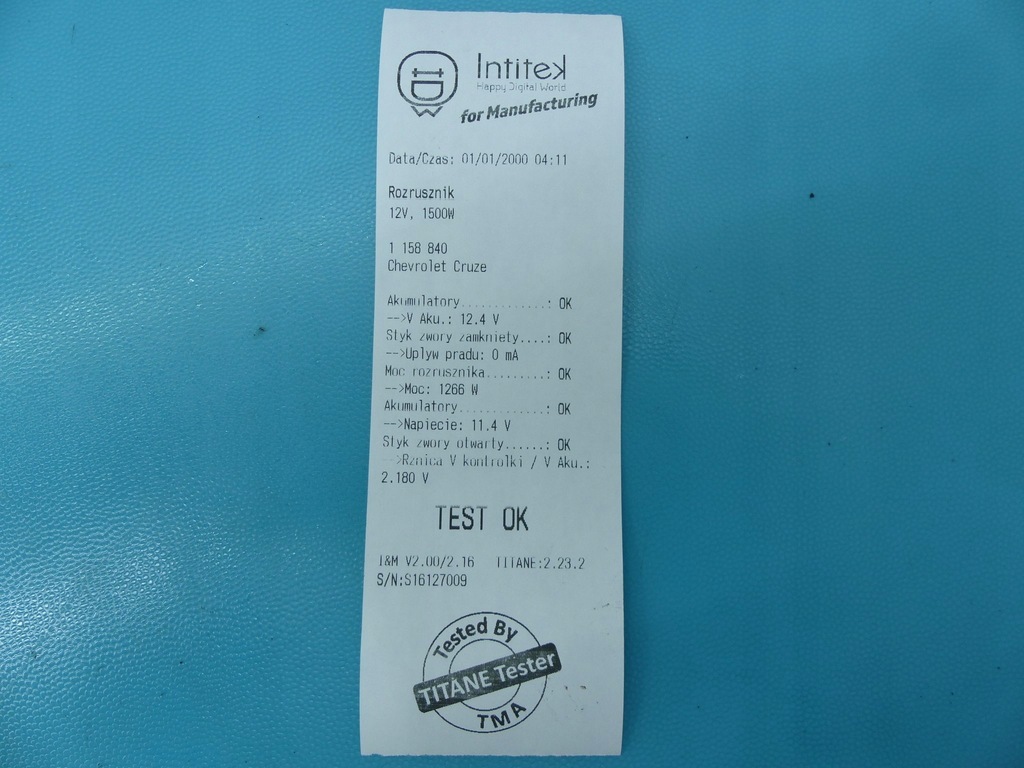 Intitek
Happy Digital World
for Manufacturing
Data/Czas: 01/01/2000 04:11
Rozrusznik
12V, 1500W
1 158 840
Chevrolet Cruze
Akumulatory.............: OK
-->V Aku.: 12.4 V
Styk zwory zamkniety....: OK
-->Uplyw pradu: 0 mA
Moc rozrusznika.........: OK
-->Moc: 1266 W
Akumulatory.............: OK
-->Napiecie: 11.4 V
Styk zwory otwarty......: OK
-->Rznica V kontrolki / V Aku.:
2.180 V
TEST OK
I&M V2.00/2.16 TITANE:2.23.2
S/N:S16127009
Tested By
TITANE Tester
TMA